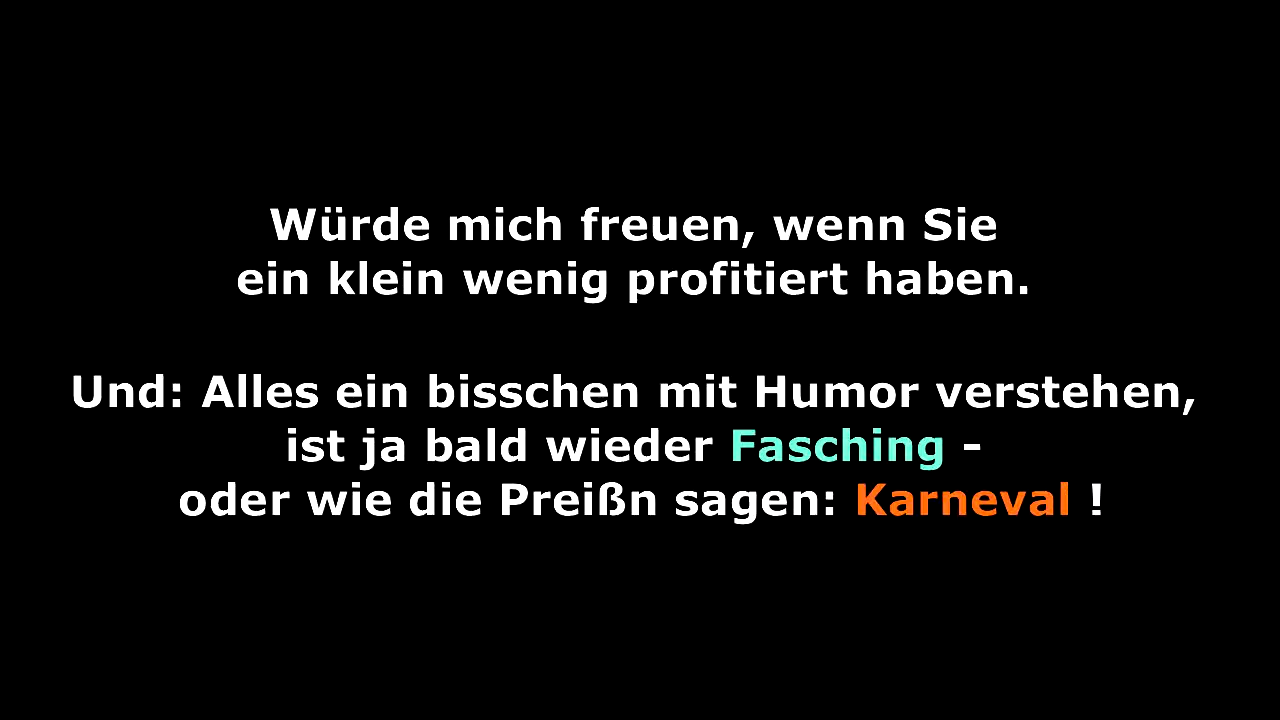 Würde mich freuen, wenn Sie
ein klein wenig profitiert haben.
Und: Alles ein bisschen mit Humor verstehen,
ist ja bald wieder Fasching -
oder wie die Preißn sagen: Karneval !